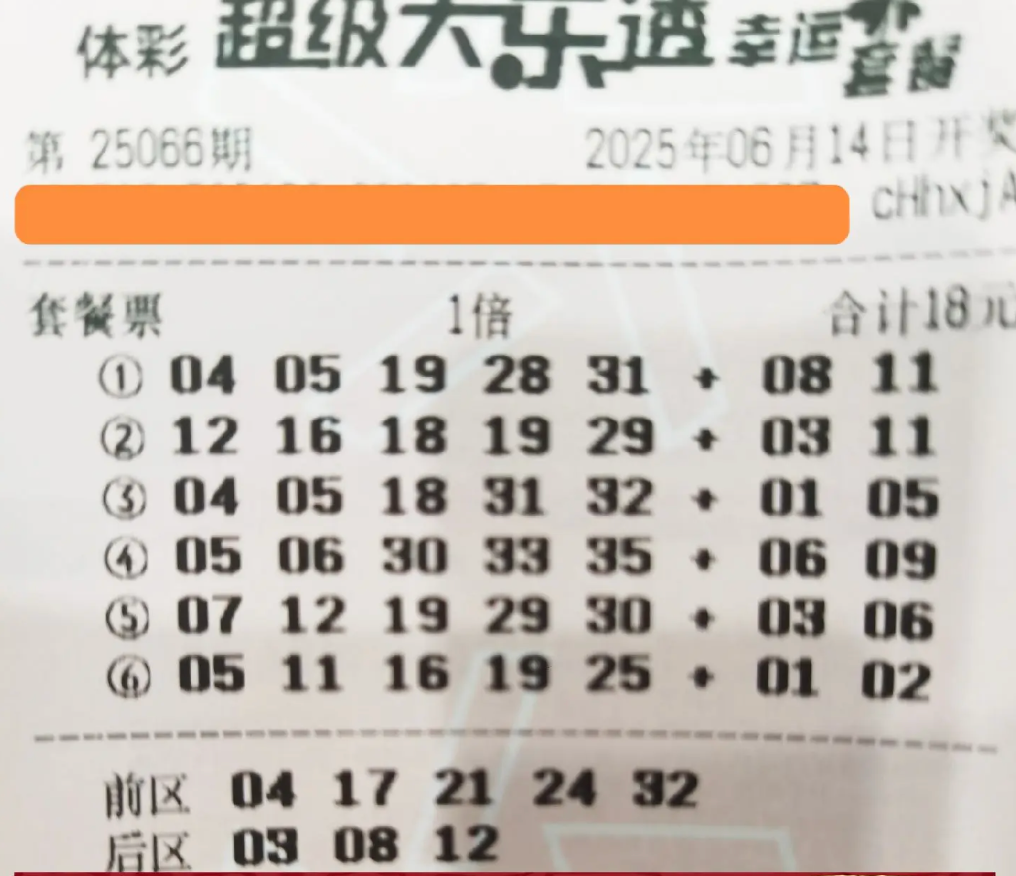 体彩 超级大乐透 幸运 套餐
第 25066期 2025年06月14日开奖
cHhxjA
套餐票 1倍 合计18元
① 04 05 19 28 31 + 08 11
② 12 16 18 19 29 + 03 11
③ 04 05 18 31 32 + 01 05
④ 05 06 30 33 35 + 06 09
⑤ 07 12 19 29 30 + 03 06
⑥ 05 11 16 19 25 + 01 02
前区 04 17 21 24 32
后区 03 08 12